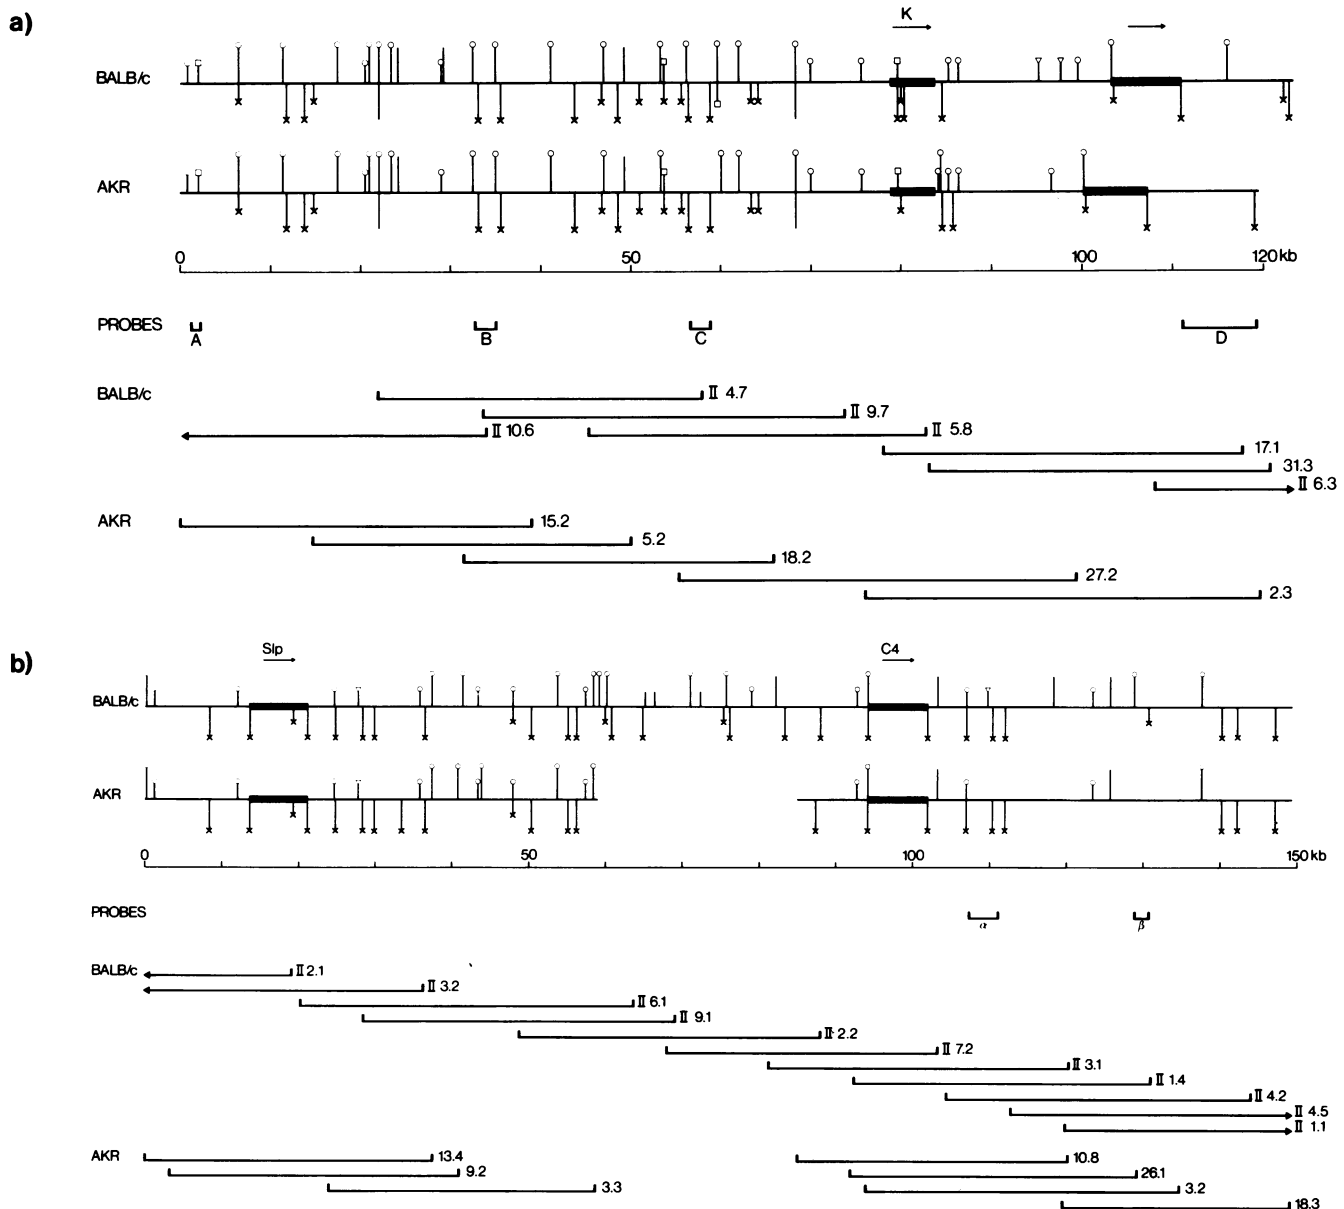 a)
K
BALB/c
AKR
0 50 100 120 kb
PROBES
A B C D
BALB/c
II 4.7
II 9.7
II 10.6
II 5.8
17.1
31.3
II 6.3
AKR
15.2
5.2
18.2
27.2
2.3
b)
Slp C4
BALB/c
AKR
0 50 100 150 kb
PROBES
α β
BALB/c
II 2.1
II 3.2
II 6.1
II 9.1
II 2.2
II 7.2
II 3.1
II 1.4
II 4.2
II 4.5
II 1.1
AKR
13.4 10.8
9.2 26.1
3.3 3.2
18.3